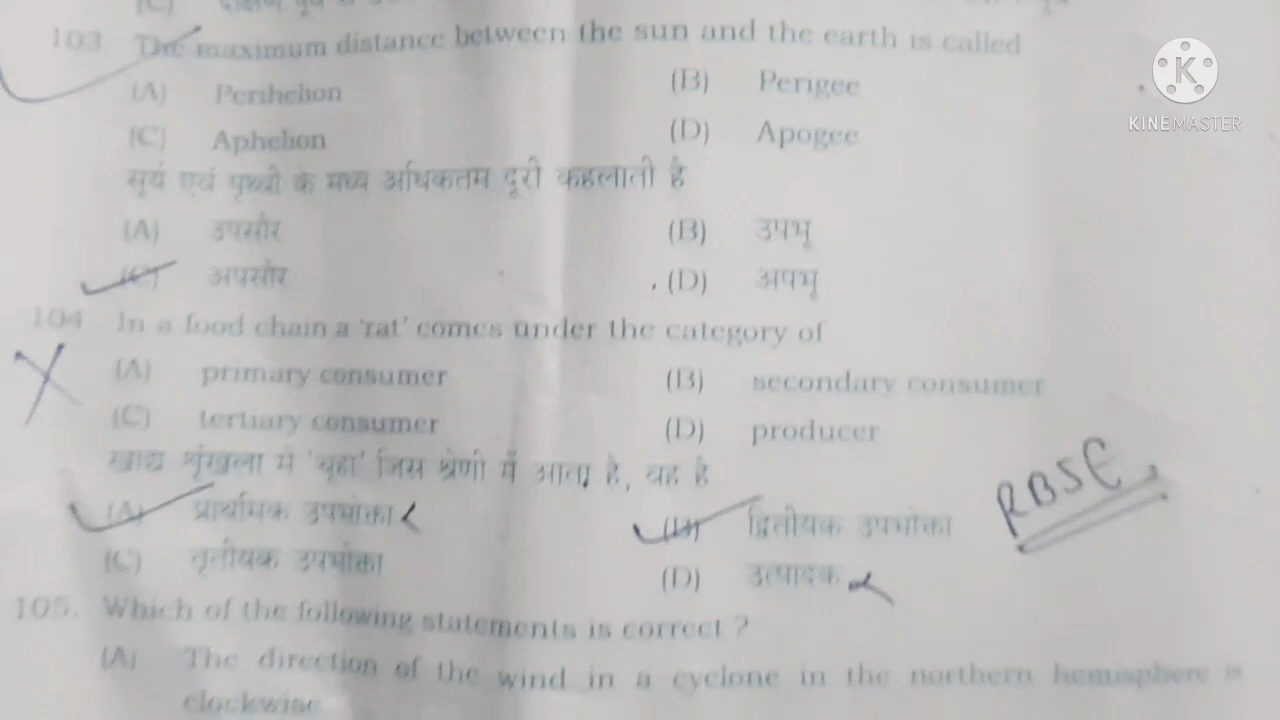 103 The maximum distance between the sun and the earth is called
(A) Perihelion (B) Perigee
(C) Aphelion (D) Apogee
सूर्य एवं पृथ्वी के मध्य अधिकतम दूरी कहलाती है
(A) उपसौर (B) उपभू
(C) अपसौर (D) अपभू
104 In a food chain a 'rat' comes under the category of
(A) primary consumer (B) secondary consumer
(C) tertiary consumer (D) producer
खाद्य शृंखला में 'चूहा' जिस श्रेणी में आता है, वह है
(A) प्राथमिक उपभोक्ता (B) द्वितीयक उपभोक्ता
RBSE
(C) तृतीयक उपभोक्ता (D) उत्पादक
105. Which of the following statements is correct ?
(A) The direction of the wind in a cyclone in the northern hemisphere is
clockwise
KINEMASTER